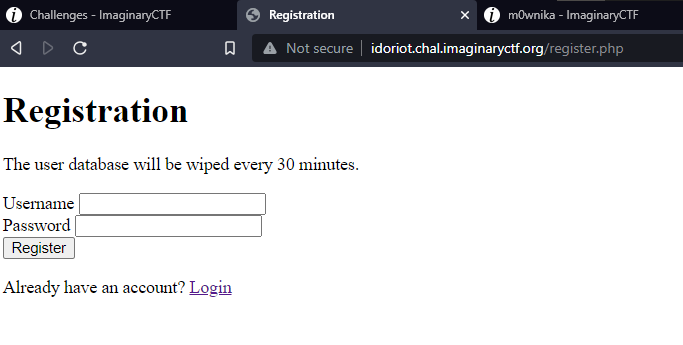 Challenges - ImaginaryCTF
Registration
m0wnika - ImaginaryCTF
Not secure idoriot.chal.imaginaryctf.org/register.php
Registration
The user database will be wiped every 30 minutes.
Username
Password
Register
Already have an account? Login